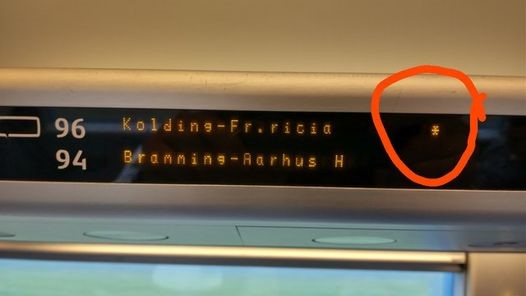 96 Kolding-Fr.ricia *
94 Bramming-Aarhus H